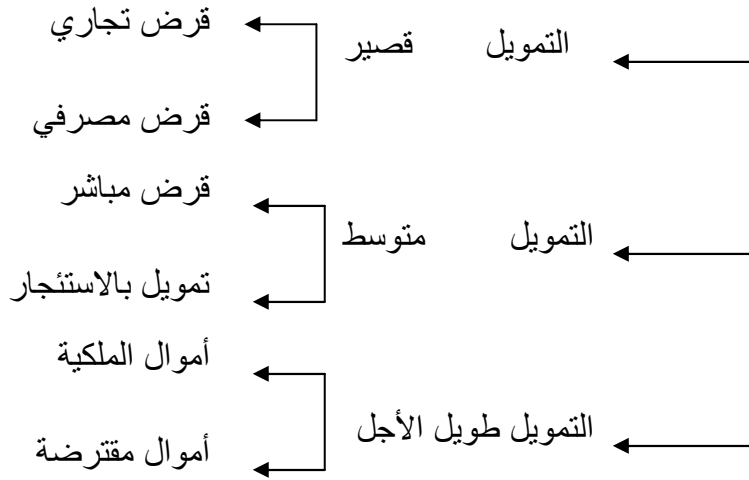 التمويل قصير
قرض تجاري
قرض مصرفي
التمويل متوسط
قرض مباشر
تمويل بالاستئجار
التمويل طويل الأجل
أموال الملكية
أموال مقترضة